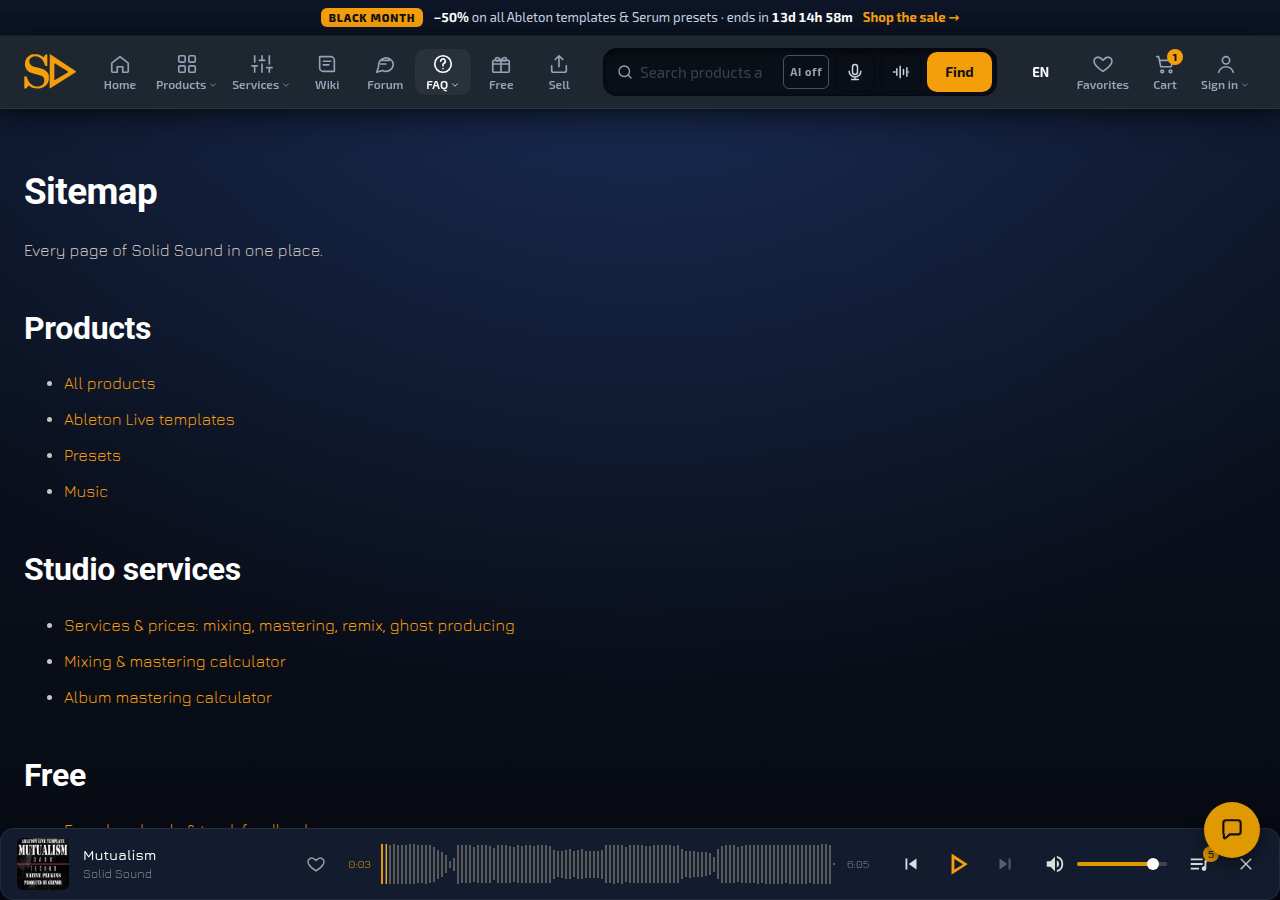 BLACK MONTH −50% on all Ableton templates & Serum presets · ends in 13d 14h 58m Shop the sale →
Home Products Services Wiki Forum FAQ Free Sell
Search products a AI off Find
EN Favorites 1 Cart Sign in
Sitemap
Every page of Solid Sound in one place.
Products
All products
Ableton Live templates
Presets
Music
Studio services
Services & prices: mixing, mastering, remix, ghost producing
Mixing & mastering calculator
Album mastering calculator
Free
MUTUALISM
Mutualism
Solid Sound
0:03
6:05
5